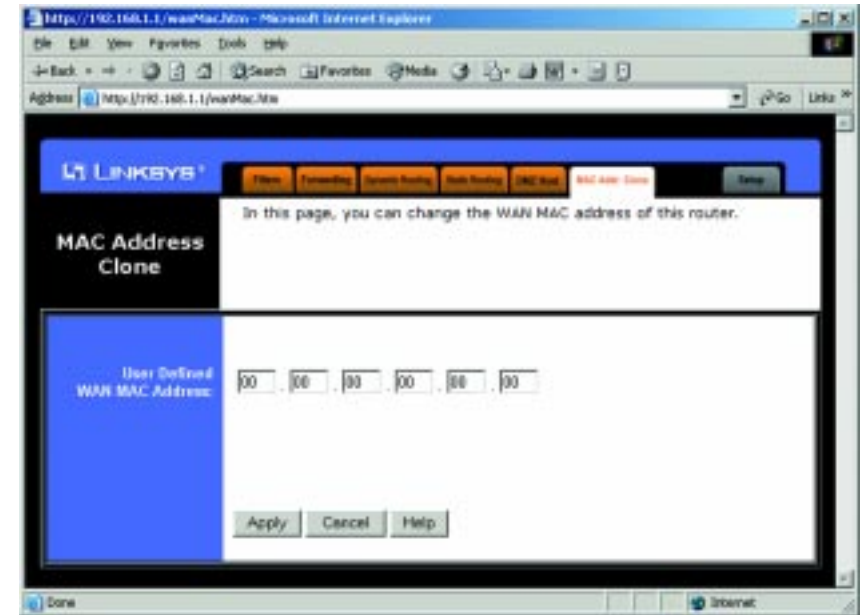 http://192.168.1.1/wanMac.htm - Microsoft Internet Explorer
File Edit View Favorites Tools Help
Back Search Favorites Media
Address http://192.168.1.1/wanMac.htm Go Links »
LINKSYS®
Filters Forwarding Dynamic Routing Static Routing DMZ Host MAC Addr. Clone Setup
In this page, you can change the WAN MAC address of this router.
MAC Address
Clone
User Defined
WAN MAC Address:
00 . 00 . 00 . 00 . 00 . 00
Apply Cancel Help
Done Internet